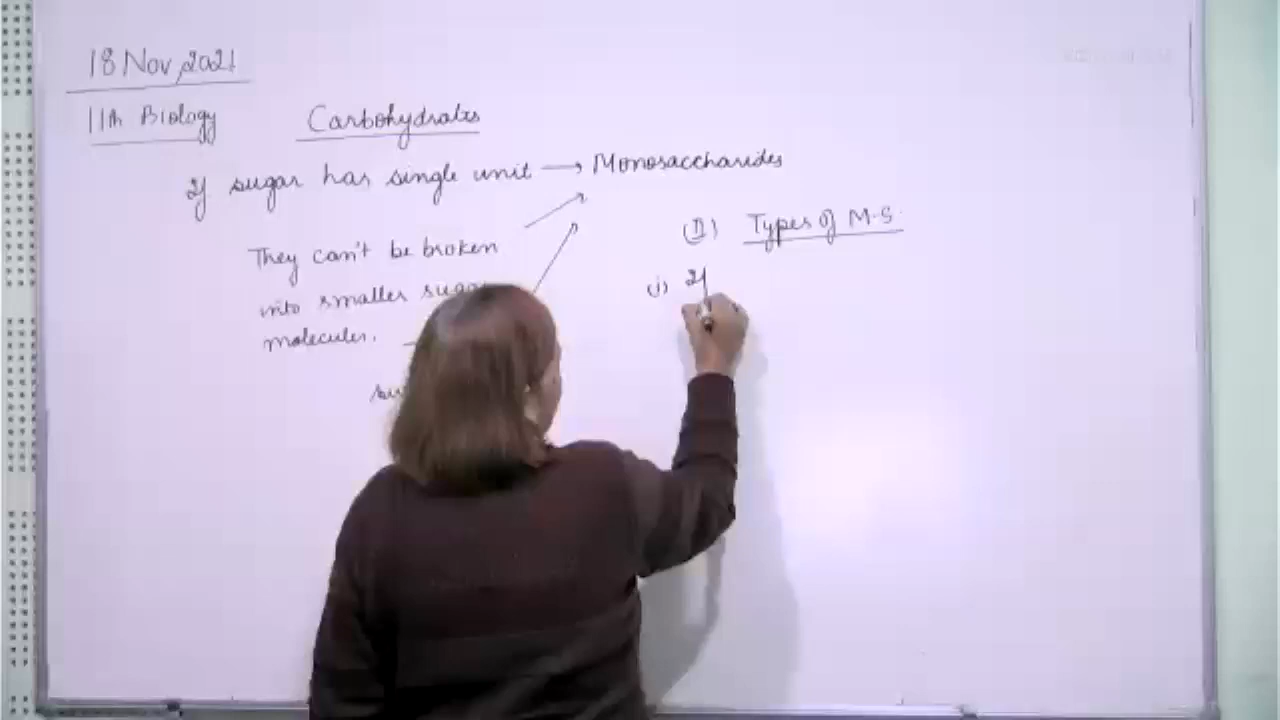 18 Nov, 2021
11th Biology Carbohydrates
If sugar has single unit → Monosaccharides
They can't be broken
into smaller
molecules.
(II) Types of M.S.
(i) If